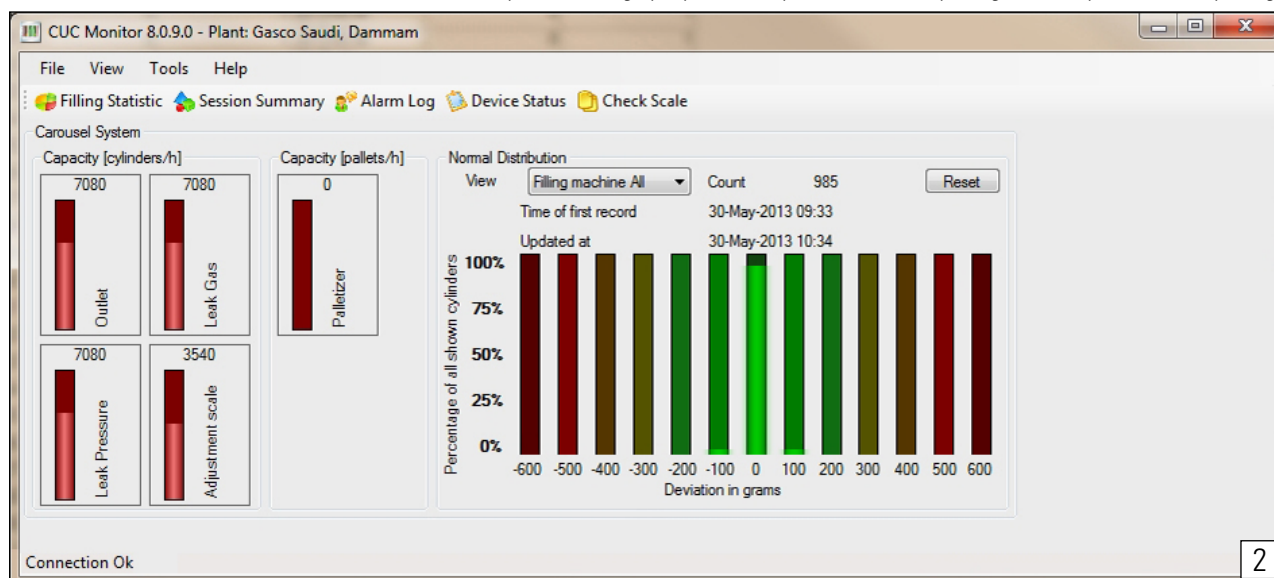 CUC Monitor 8.0.9.0 - Plant: Gasco Saudi, Dammam
File View Tools Help
Filling Statistic Session Summary Alarm Log Device Status Check Scale
Carousel System
Capacity [cylinders/h]
7080 7080
Outlet
Leak Gas
7080 3540
Leak Pressure
Adjustment scale
Capacity [pallets/h]
0
Palletizer
Normal Distribution
View Filling machine All Count 985 Reset
Time of first record 30-May-2013 09:33
Updated at 30-May-2013 10:34
Percentage of all shown cylinders
100%
75%
50%
25%
0%
-600 -500 -400 -300 -200 -100 0 100 200 300 400 500 600
Deviation in grams
Connection Ok
2